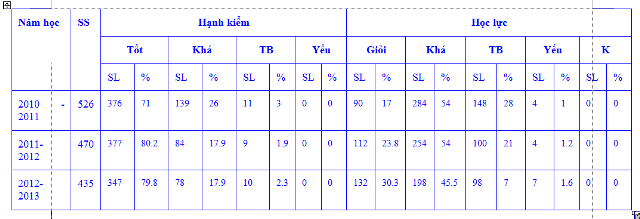 Năm học SS Hạnh kiểm Học lực
Tốt Khá TB Yếu Giỏi Khá TB Yếu K
SL % SL % SL % SL % SL % SL % SL % SL % SL %
2010 - 526 376 71 139 26 11 3 0 0 90 17 284 54 148 28 4 1 0 0
2011
2011- 470 377 80.2 84 17.9 9 1.9 0 0 112 23.8 254 54 100 21 4 1.2 0 0
2012
2012- 435 347 79.8 78 17.9 10 2.3 0 0 132 30.3 198 45.5 98 7 7 1.6 0 0
2013